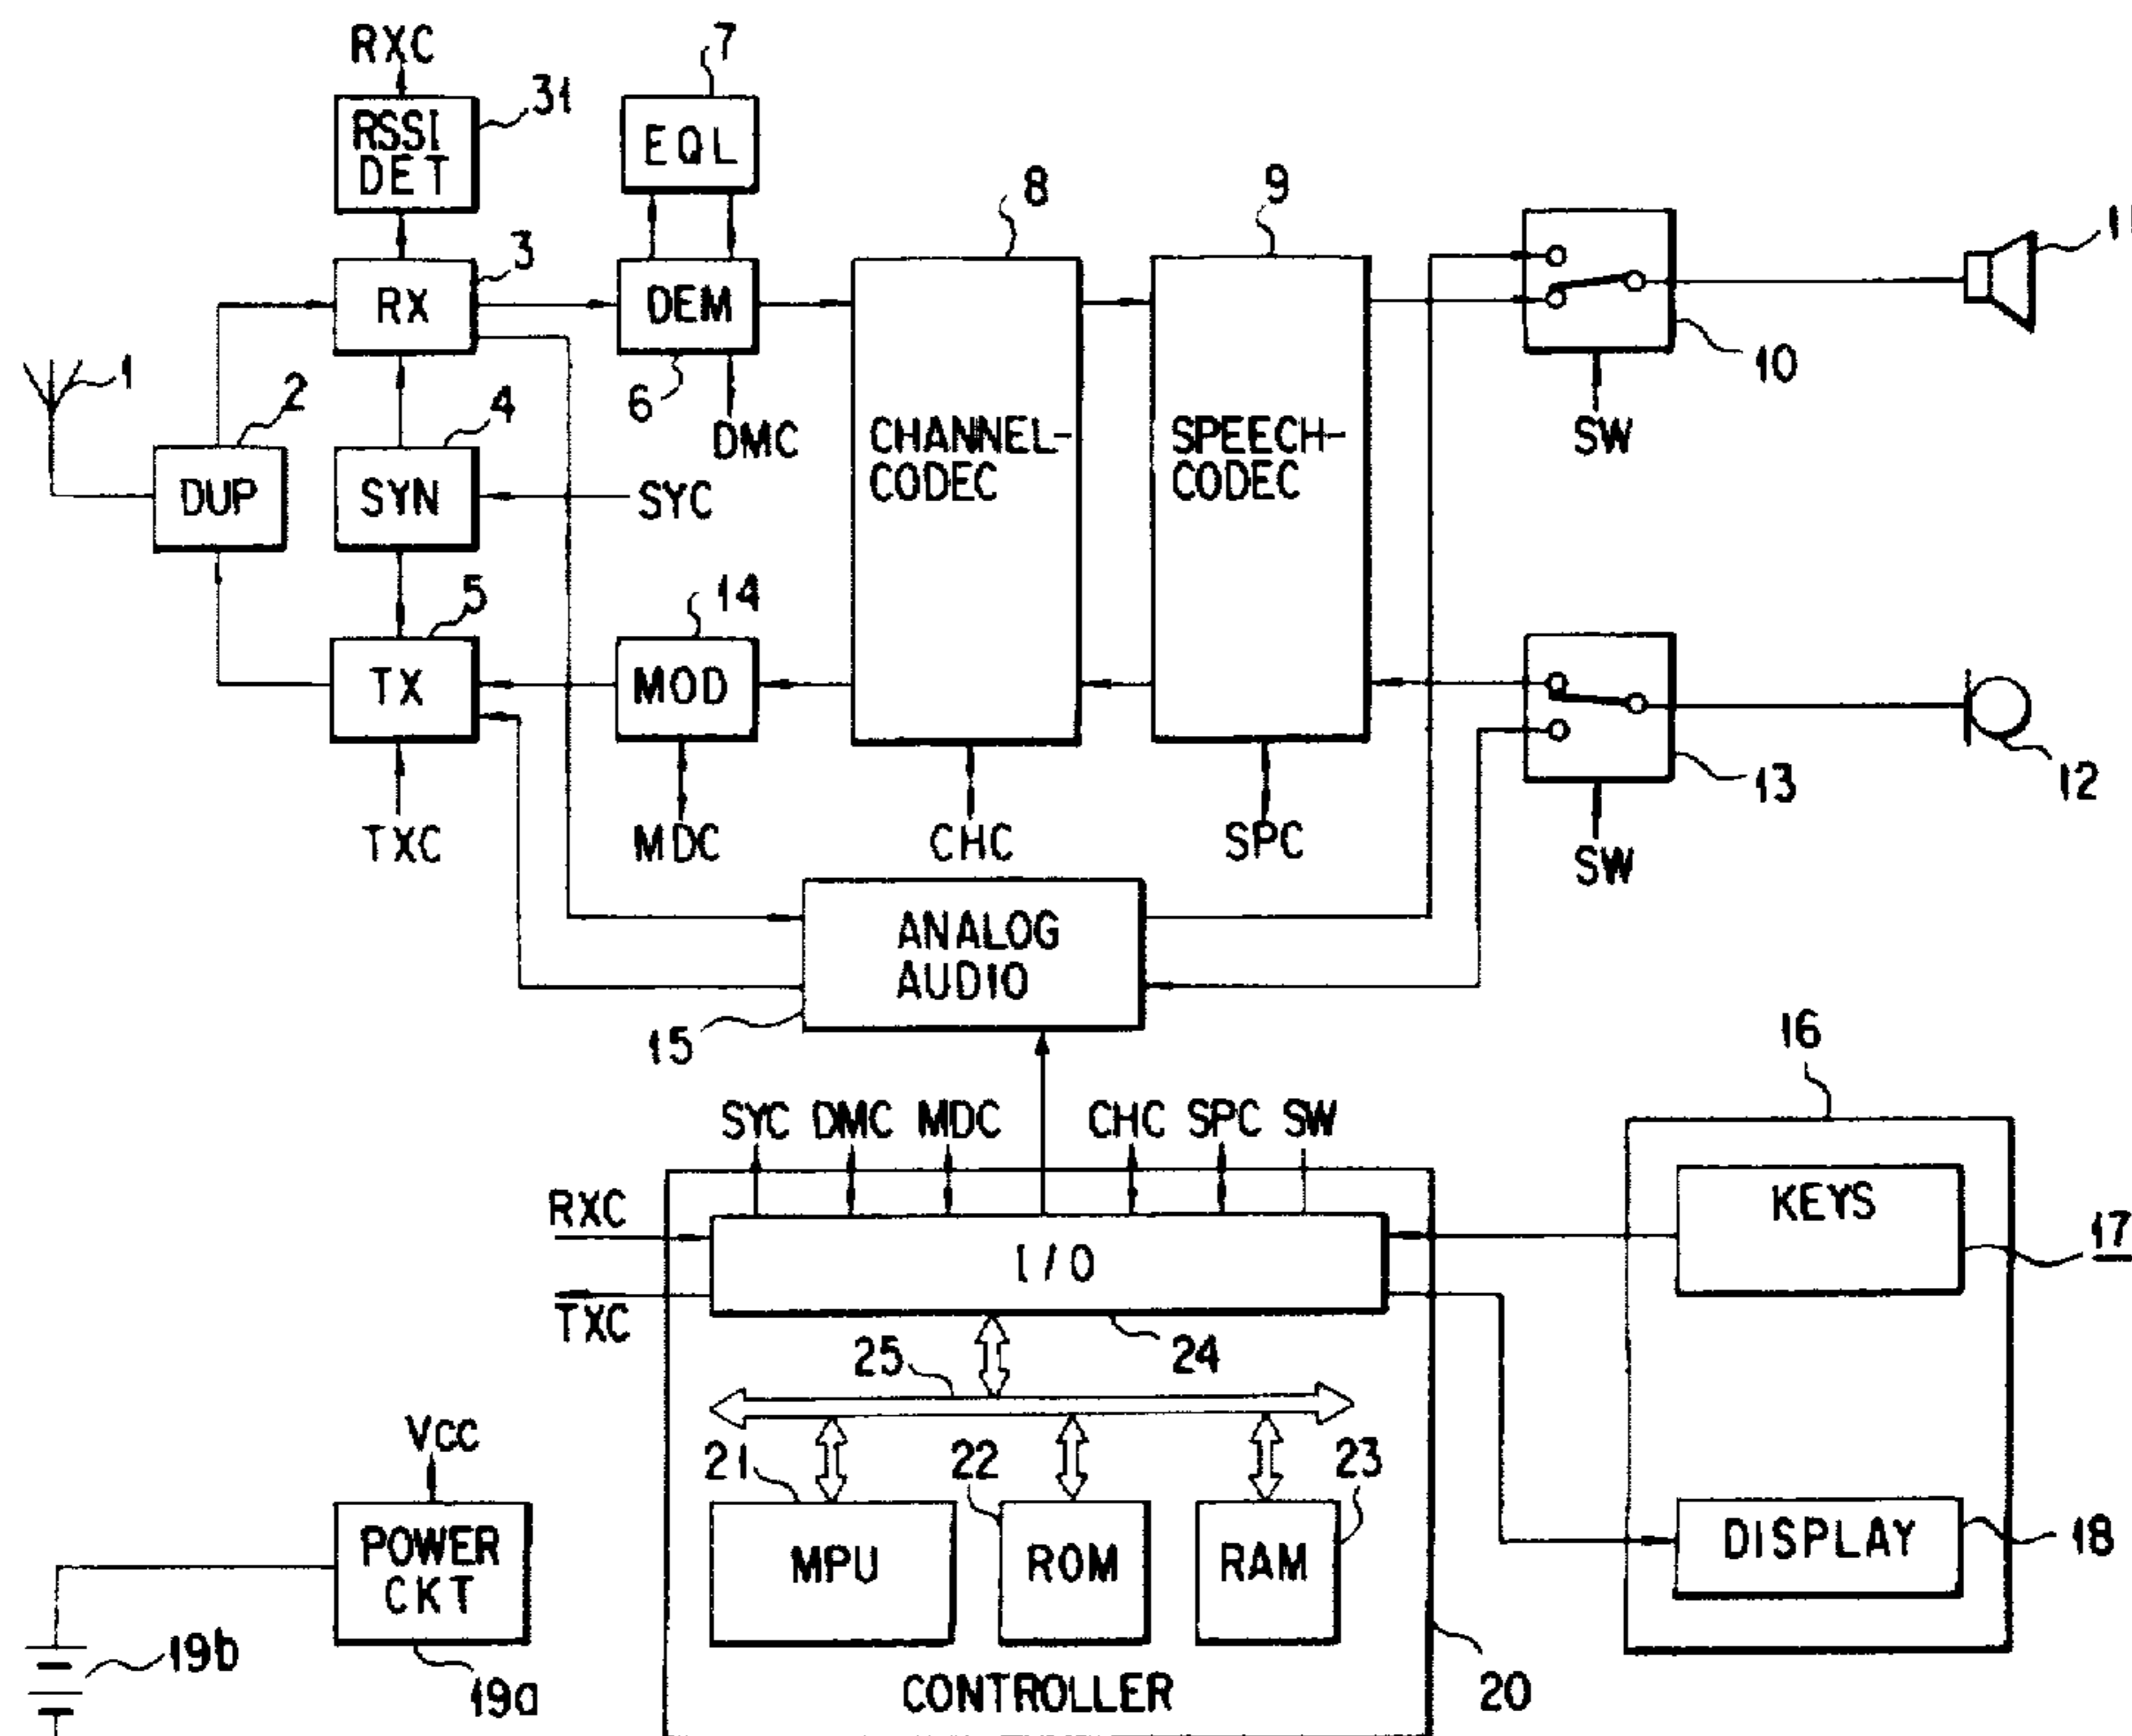 RXC
7
31
RSSI
DET
EQL
8
9
11
3
RX
DEM
10
1
2
4
6
DMC
CHANNEL-
CODEC
SPEECH-
CODEC
SW
DUP
SYN
SYC
5
14
TX
MOD
13
12
TXC
MDC
CHC
SPC
SW
ANALOG
AUDIO
15
16
SYC DMC MDC CHC SPC SW
KEYS
RXC
17
I/O
TXC
24
25
VCC
21
22
23
POWER
CKT
MPU
ROM
RAM
DISPLAY
18
19b
19a
CONTROLLER
20